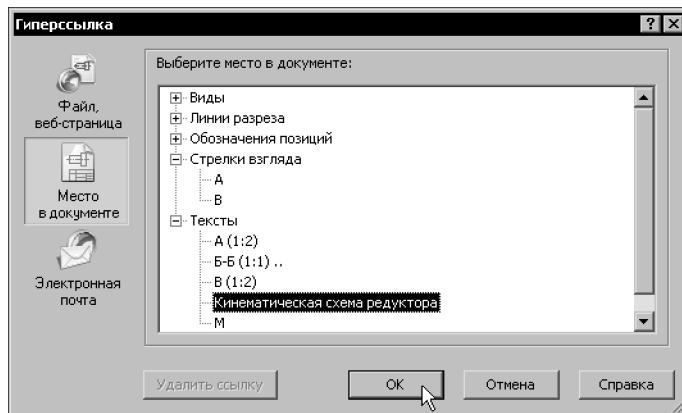 Гиперссылка
Файл,
веб-страница
Место
в документе
Электронная
почта
Выберите место в документе:
Виды
Линии разреза
Обозначения позиций
Стрелки взгляда
А
В
Тексты
А (1:2)
Б-Б (1:1) ..
В (1:2)
Кинематическая схема редуктора
М
Удалить ссылку
ОК
Отмена
Справка